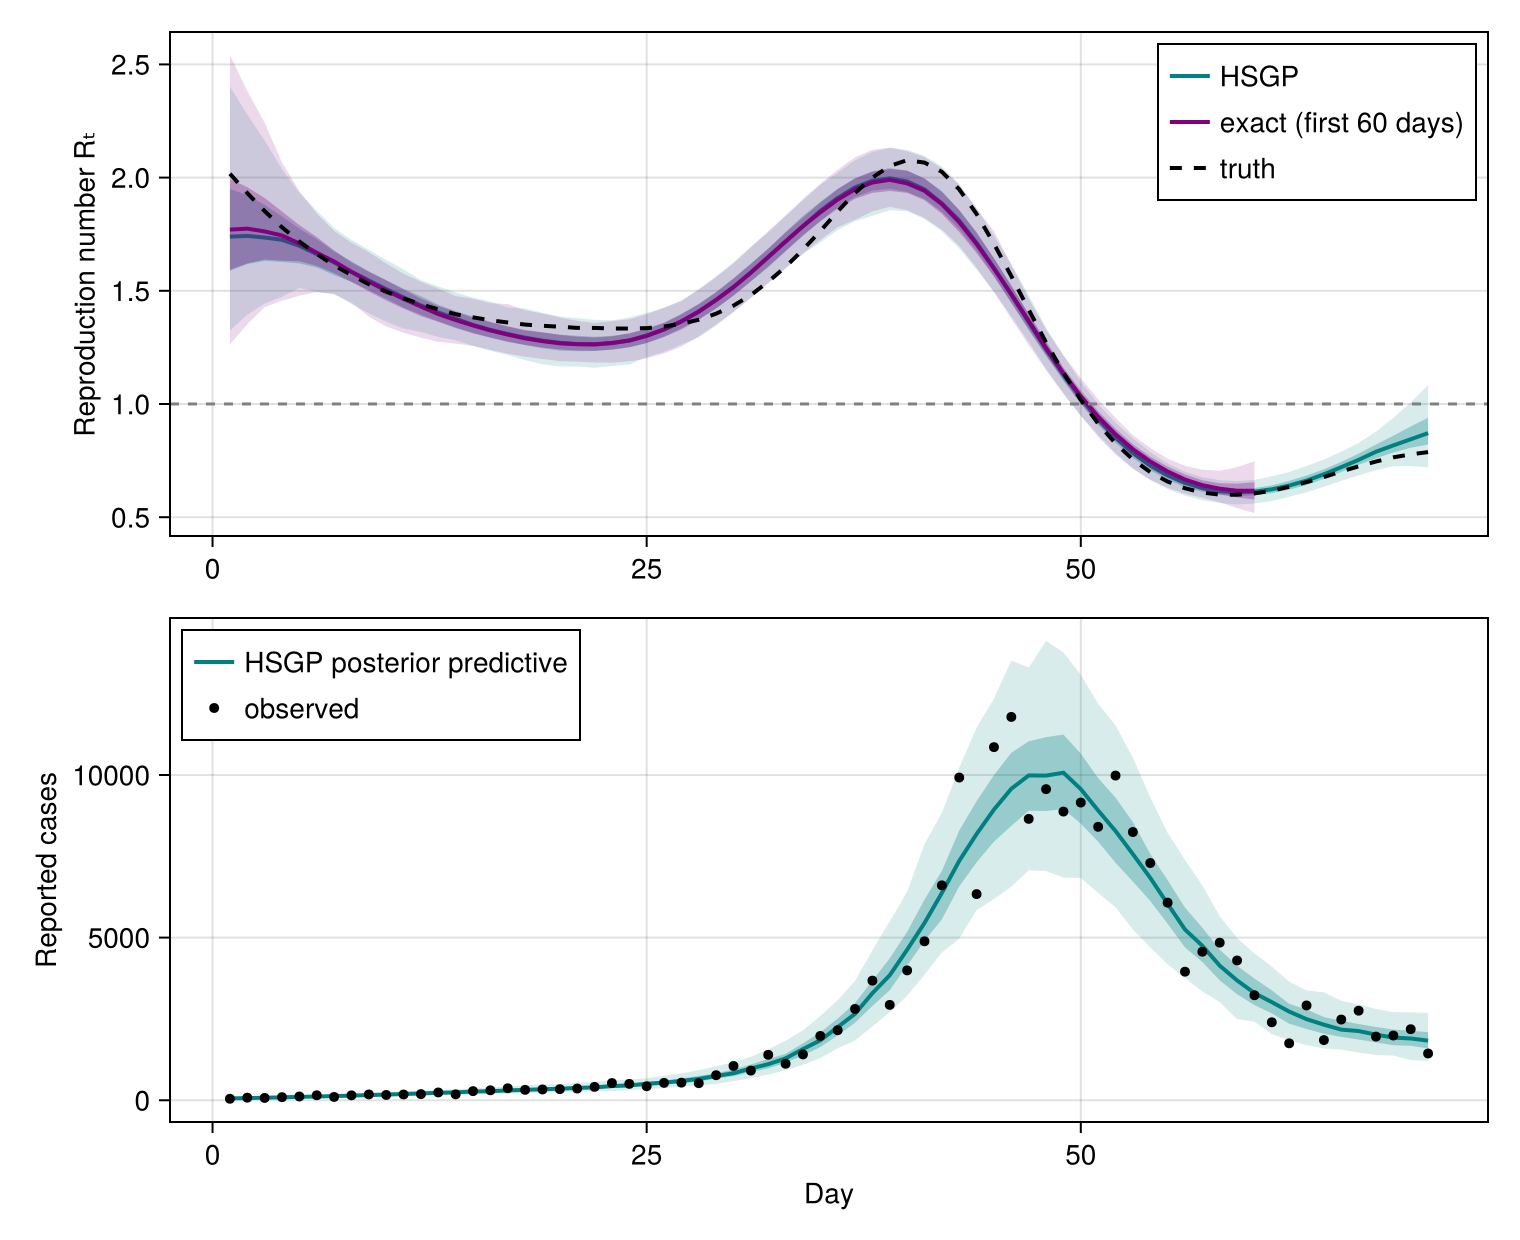 2.5
2.0
1.5
1.0
0.5
Reproduction number Rₜ
HSGP
exact (first 60 days)
truth
0
25
50
HSGP posterior predictive
observed
10000
5000
0
Reported cases
0
25
50
Day